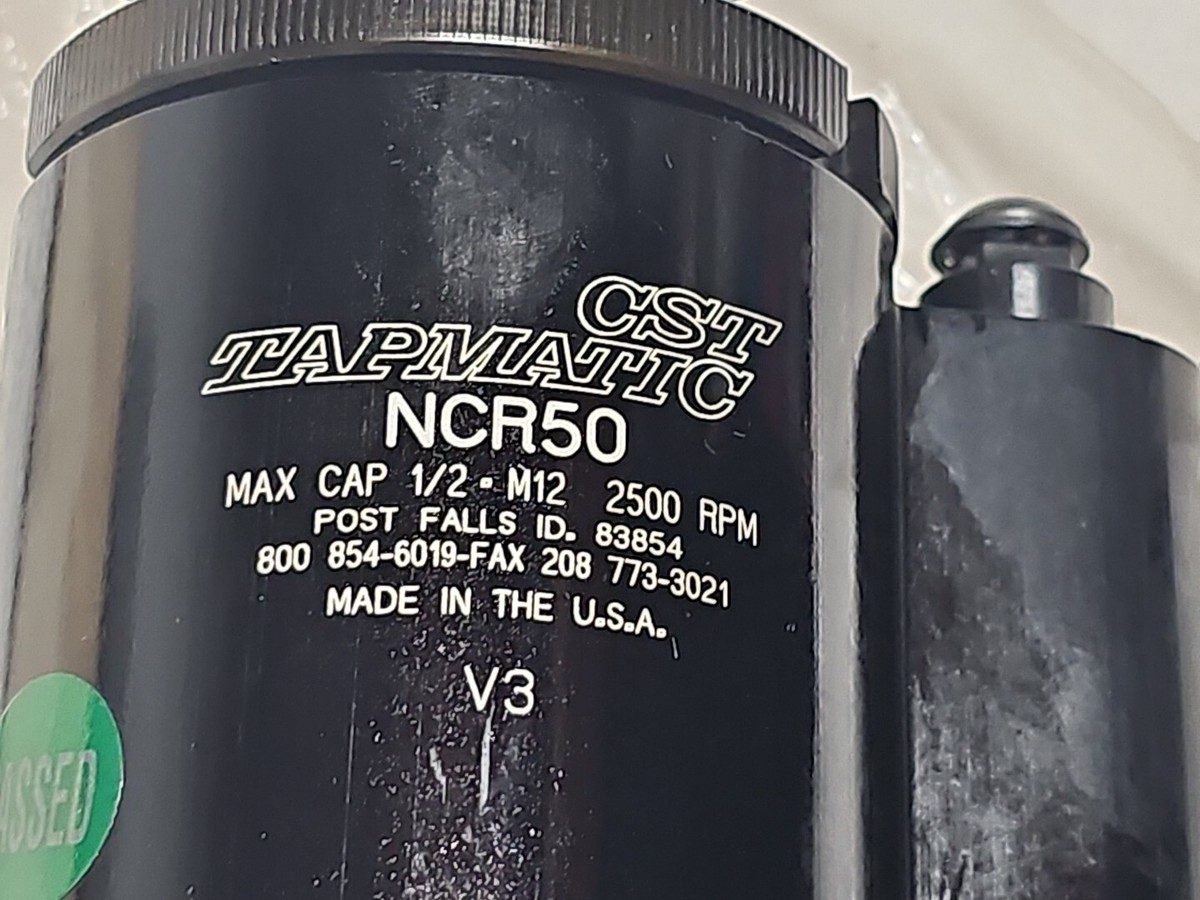 CST
TAPMATIC
NCR50
MAX CAP 1/2 • M12 2500 RPM
POST FALLS ID. 83854
800 854-6019-FAX 208 773-3021
MADE IN THE U.S.A.
V3
ASSED